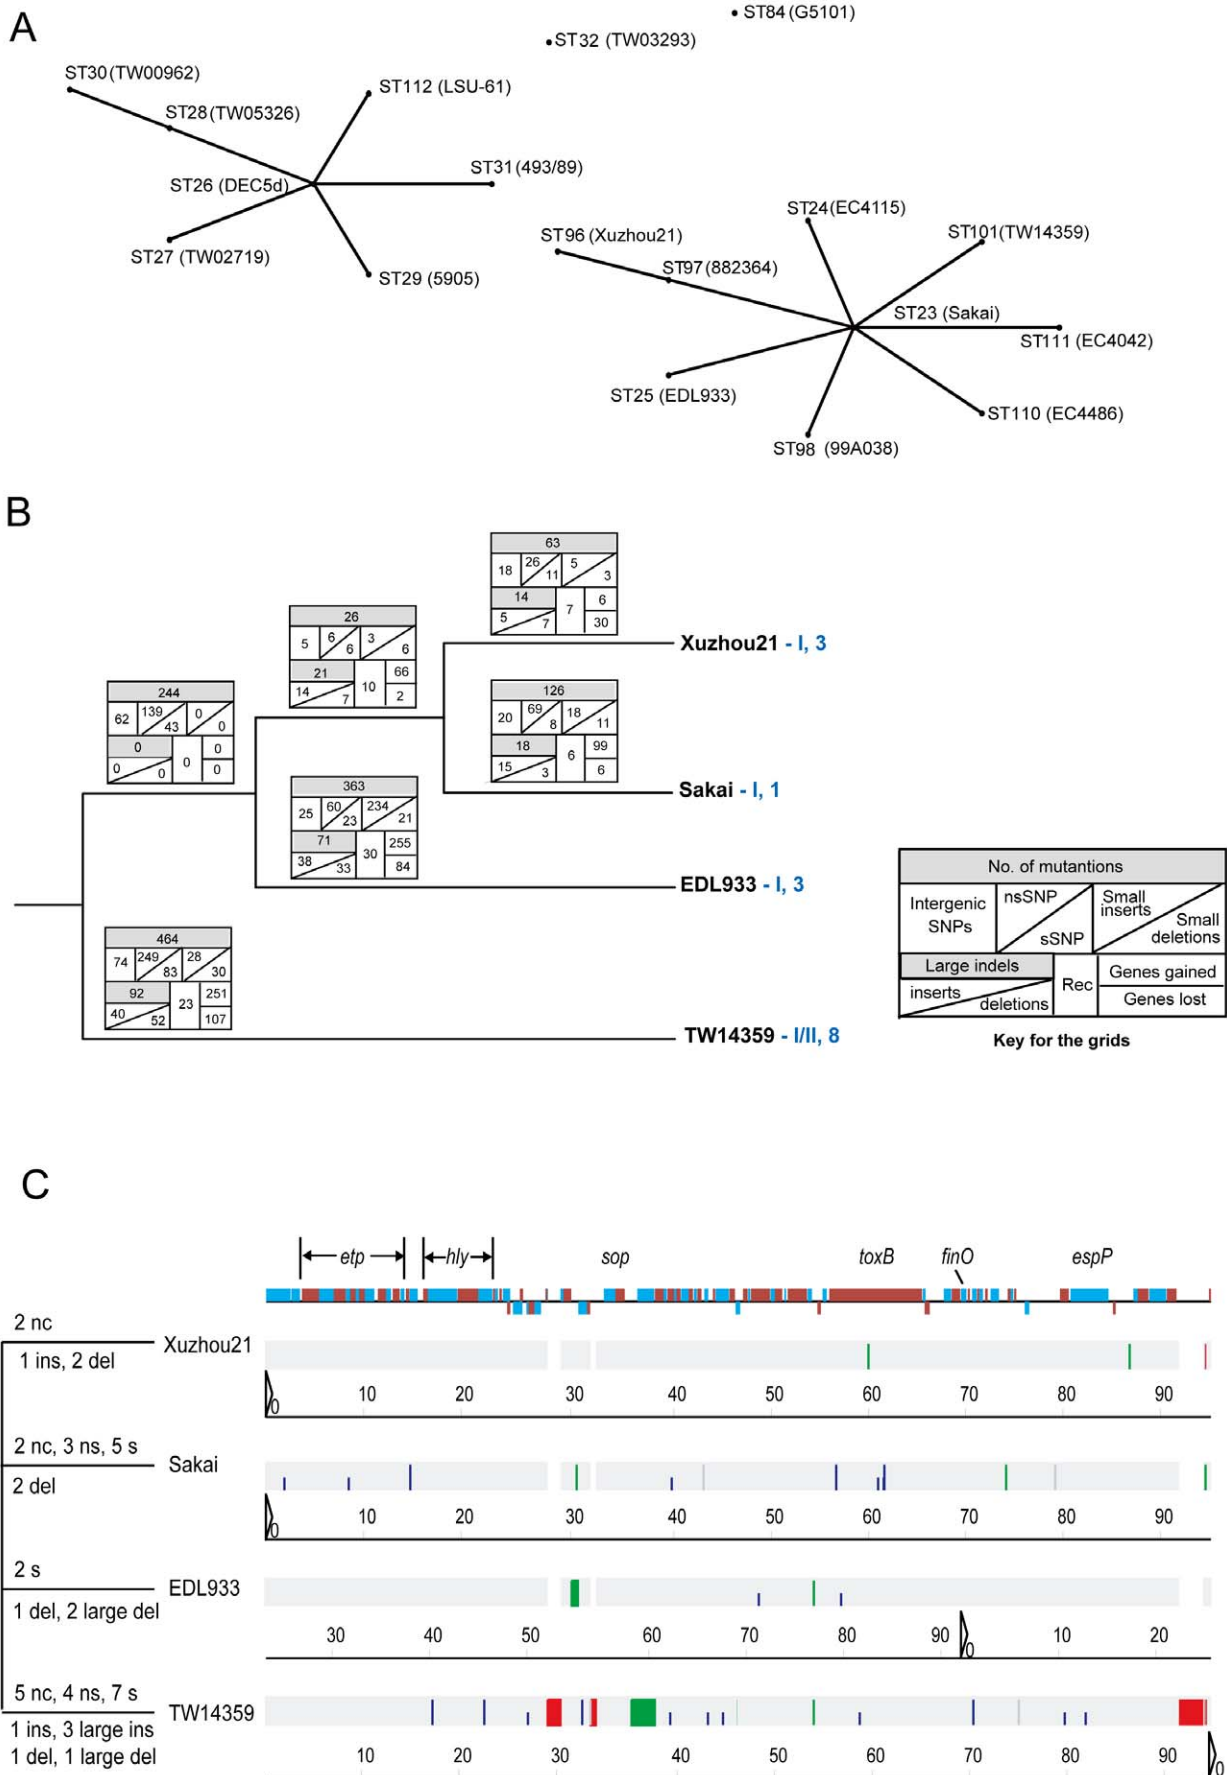 A
ST84 (G5101)
ST32 (TW03293)
ST30 (TW00962)
ST112 (LSU-61)
ST28 (TW05326)
ST31 (493/89)
ST26 (DEC5d)
ST24 (EC4115)
ST96 (Xuzhou21)
ST101 (TW14359)
ST27 (TW02719)
ST97 (882364)
ST29 (5905)
ST23 (Sakai)
ST111 (EC4042)
ST25 (EDL933)
ST110 (EC4486)
ST98 (99A038)
B
63
18 26 11 5 3
14 7 6
5 7 30
Xuzhou21 - I, 3
26
5 6 6 3 6
21 10 66
14 7 2
244
62 139 43 0 0
0 0 0
0 0 0
126
20 69 8 18 11
18 6 99
15 3 6
Sakai - I, 1
363
25 60 23 234 21
71 30 255
38 33 84
EDL933 - I, 3
464
74 249 83 28 30
92 23 251
40 52 107
TW14359 - I/II, 8
No. of mutantions
Intergenic SNPs
nsSNP
sSNP
Small inserts
Small deletions
Large indels
inserts
deletions
Rec
Genes gained
Genes lost
Key for the grids
C
etp hly sop toxB finO espP
2 nc
Xuzhou21
1 ins, 2 del
0 10 20 30 40 50 60 70 80 90
2 nc, 3 ns, 5 s
Sakai
2 del
0 10 20 30 40 50 60 70 80 90
2 s
EDL933
1 del, 2 large del
30 40 50 60 70 80 90 0 10 20
5 nc, 4 ns, 7 s
TW14359
1 ins, 3 large ins
1 del, 1 large del
10 20 30 40 50 60 70 80 90 0